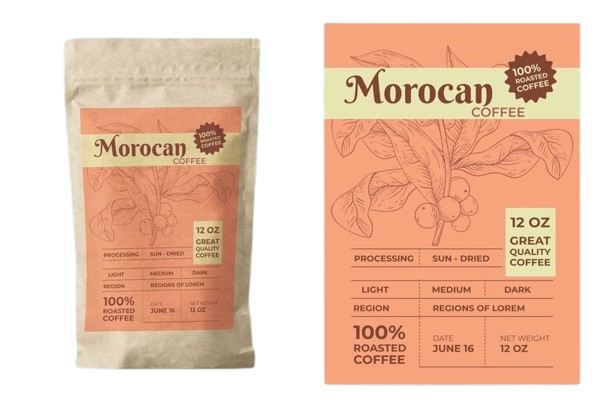 Morocan
COFFEE
100%
ROASTED
COFFEE
12 OZ
GREAT
QUALITY
COFFEE
PROCESSING SUN - DRIED
LIGHT MEDIUM DARK
REGION REGIONS OF LOREM
100%
ROASTED
COFFEE
DATE
JUNE 16
NET WEIGHT
12 OZ
Morocan
COFFEE
100%
ROASTED
COFFEE
12 OZ
GREAT
QUALITY
COFFEE
PROCESSING SUN - DRIED
LIGHT MEDIUM DARK
REGION REGIONS OF LOREM
100%
ROASTED
COFFEE
DATE
JUNE 16
NET WEIGHT
12 OZ